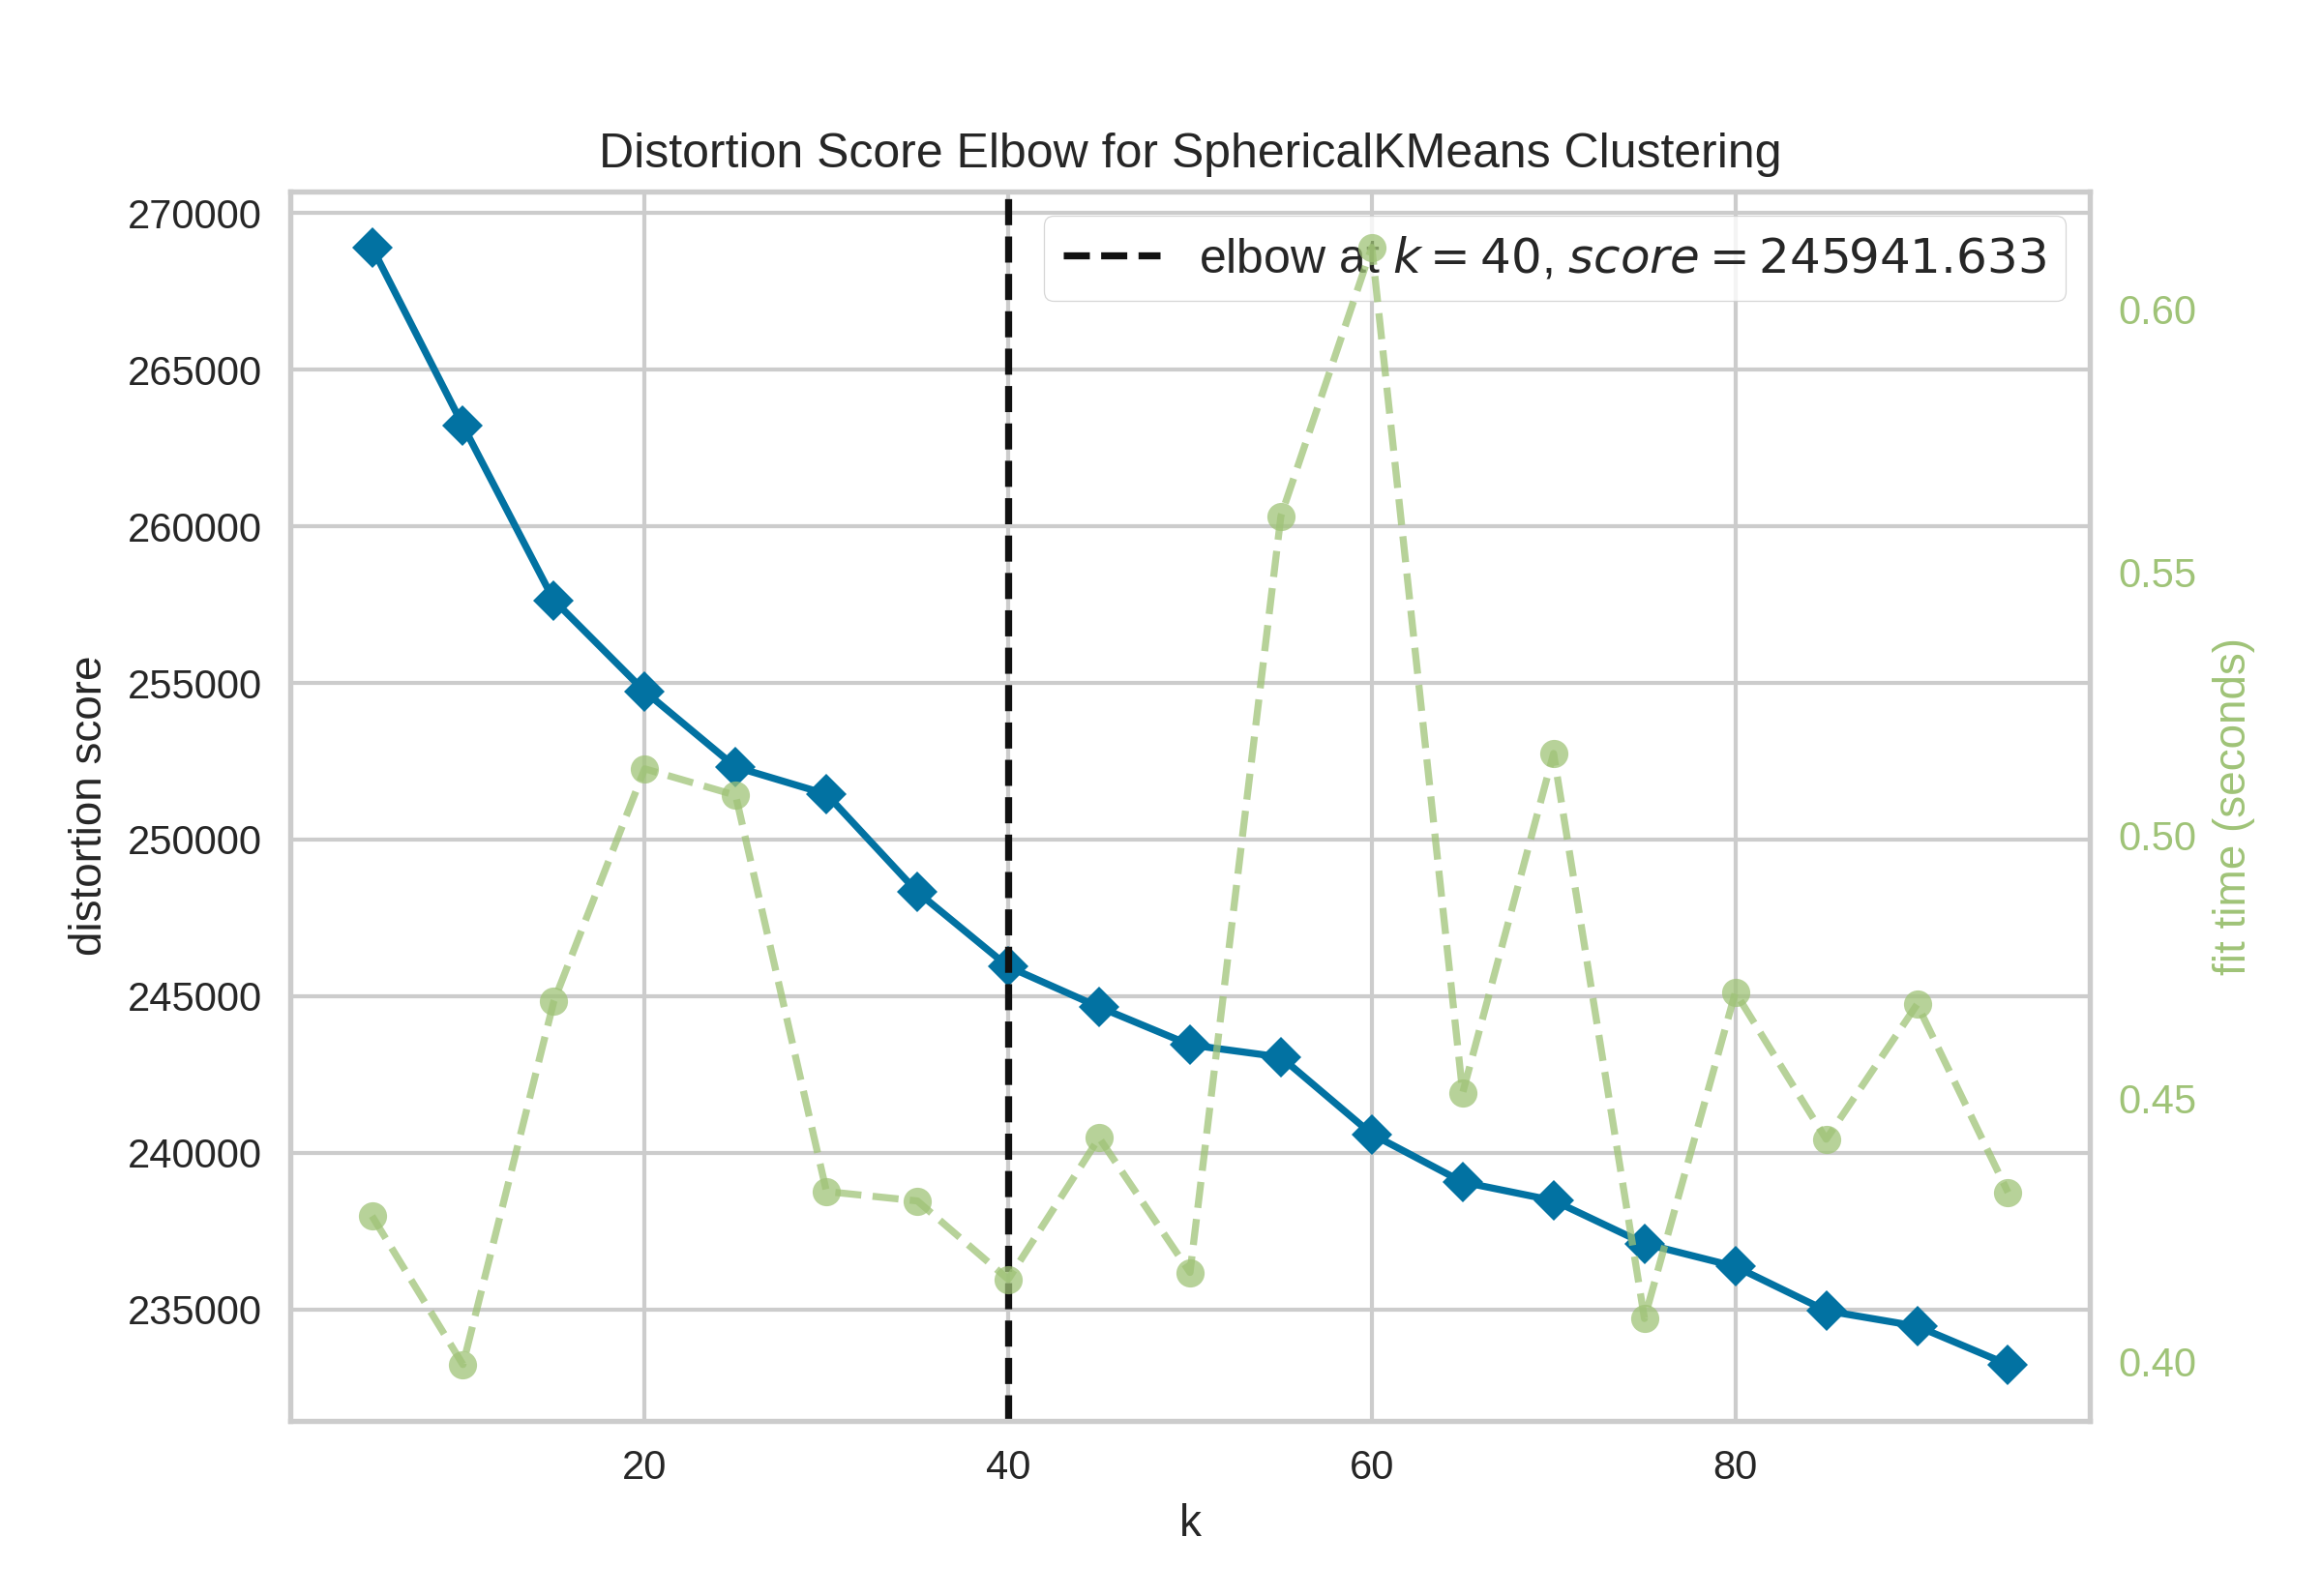 Distortion Score Elbow for SphericalKMeans Clustering
elbow at k = 40, score = 245941.633
270000
265000
260000
255000
250000
245000
240000
235000
distortion score
0.60
0.55
0.50
0.45
0.40
fit time (seconds)
20 40 60 80
k